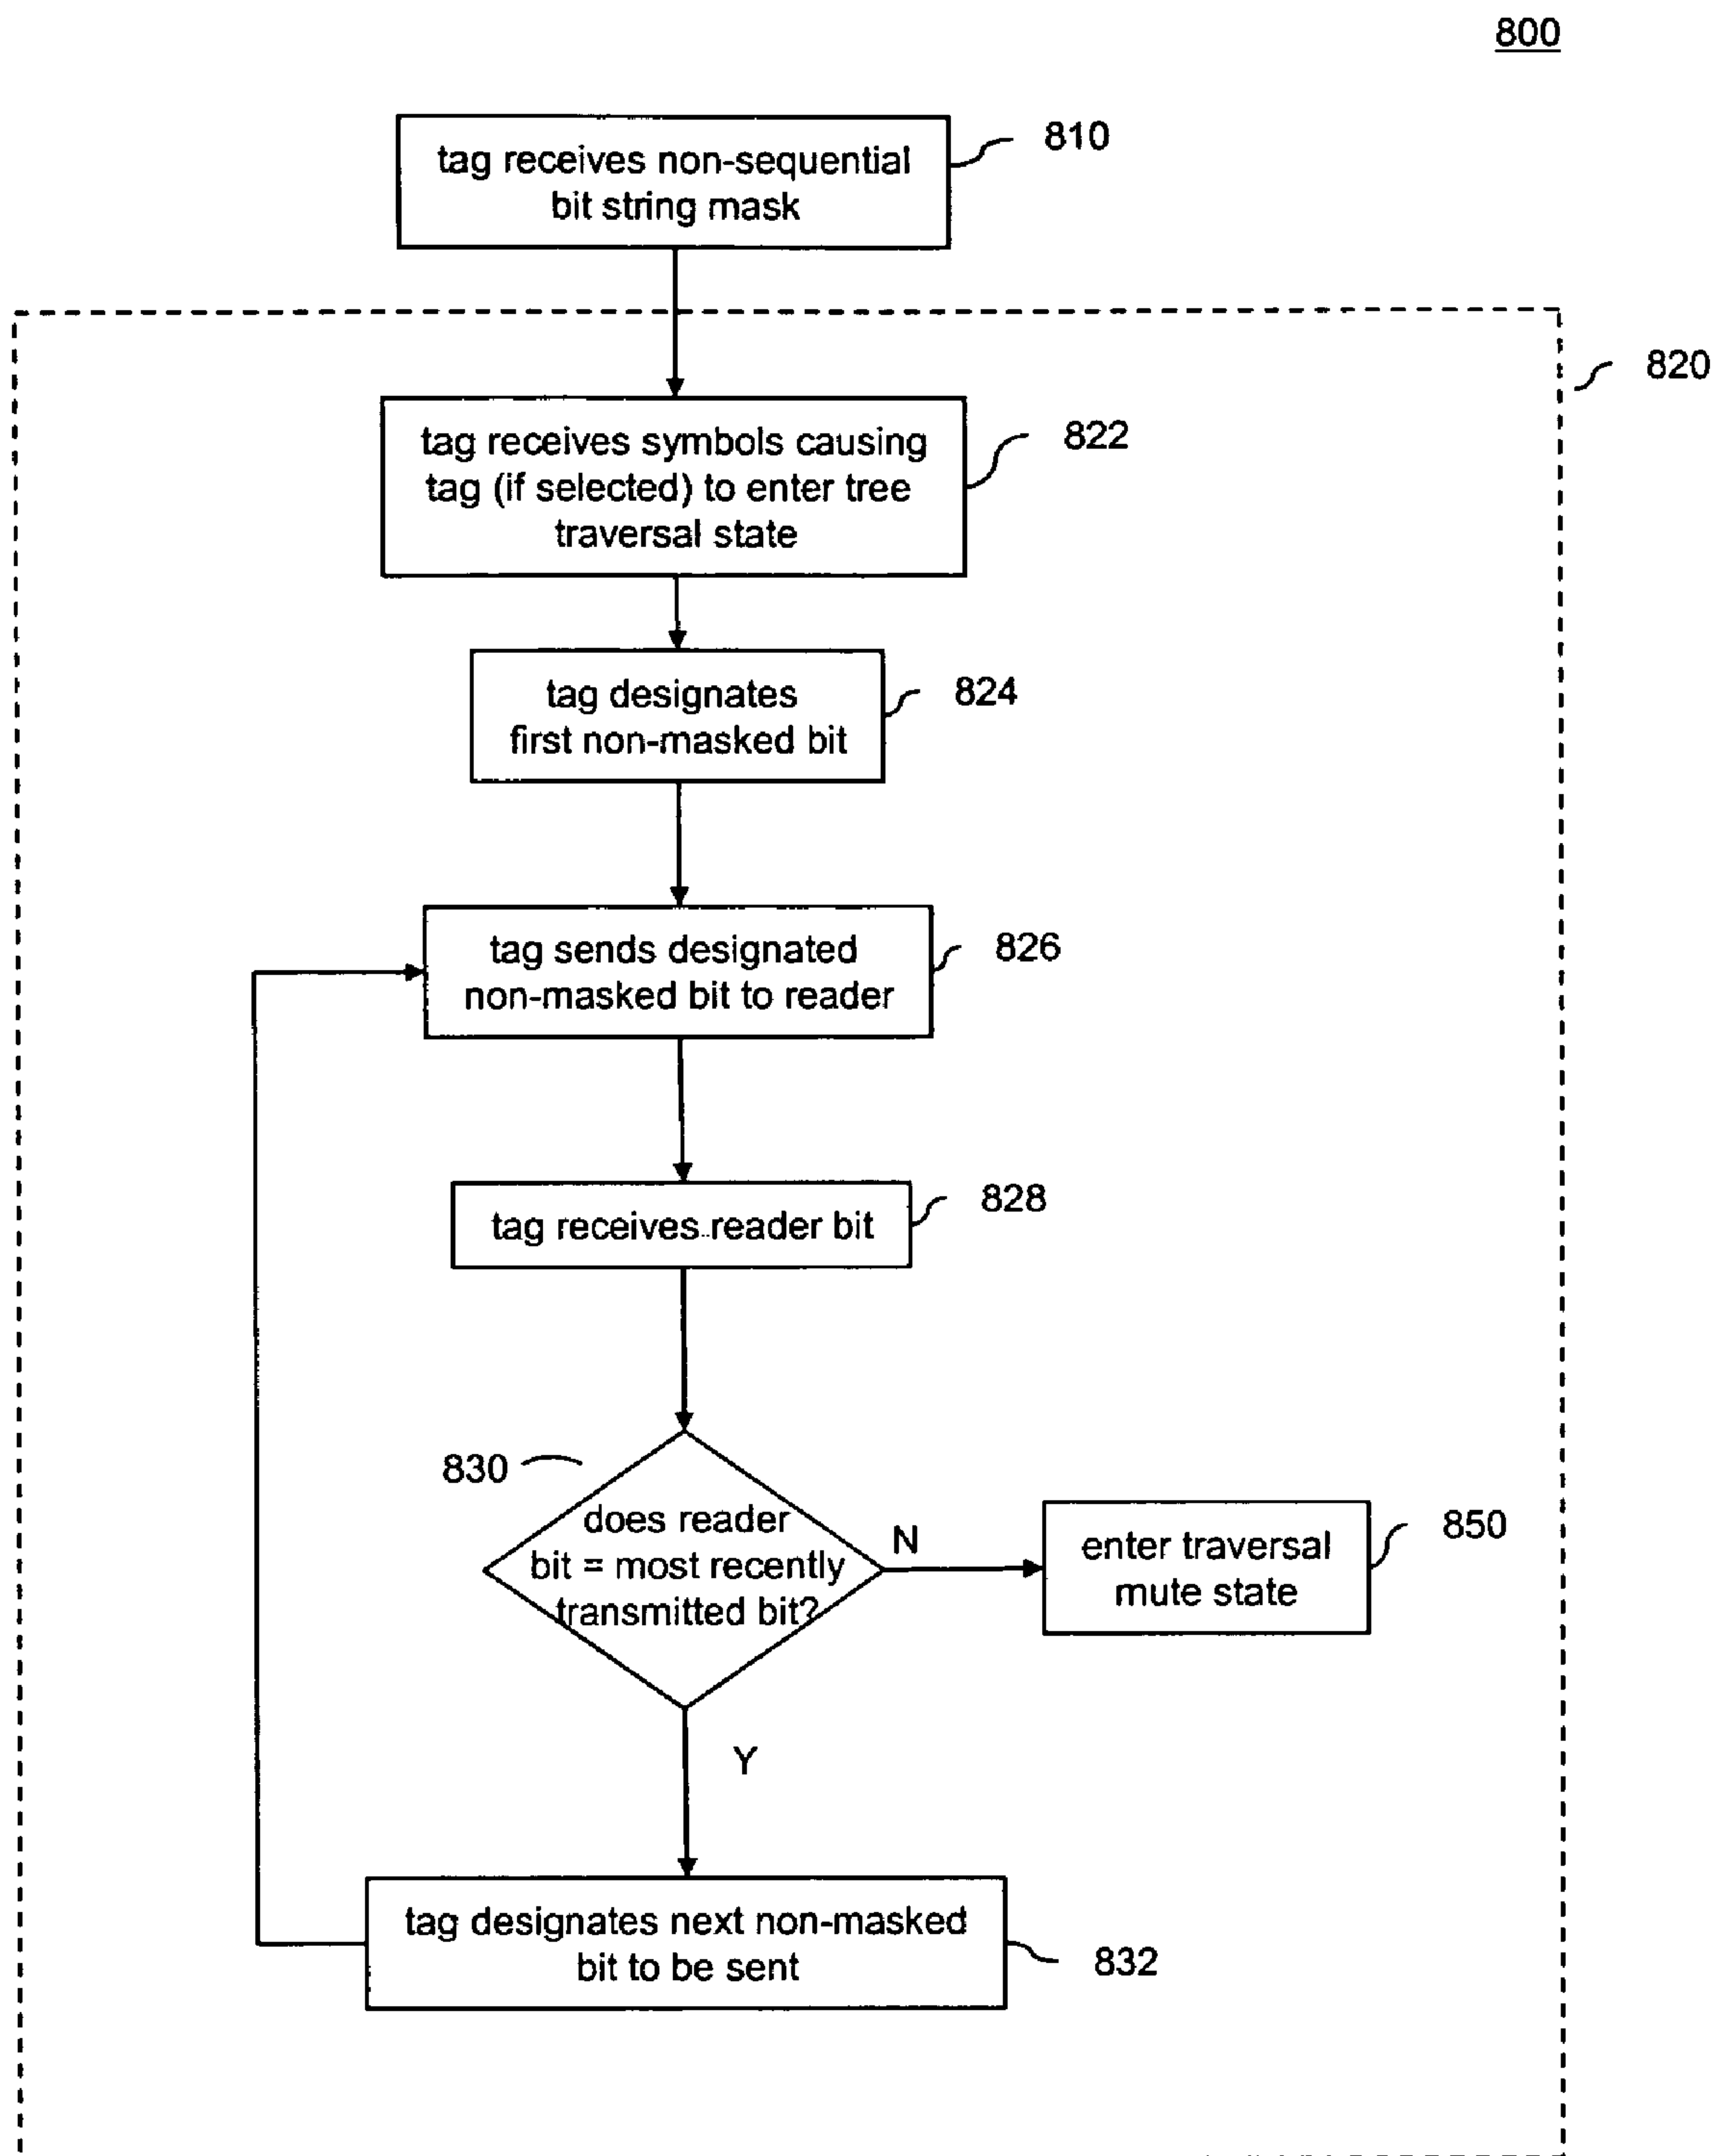 800
tag receives non-sequential
bit string mask
810
820
tag receives symbols causing
tag (if selected) to enter tree
traversal state
822
tag designates
first non-masked bit
824
tag sends designated
non-masked bit to reader
826
tag receives reader bit
828
830
does reader
bit = most recently
transmitted bit?
N
enter traversal
mute state
850
Y
tag designates next non-masked
bit to be sent
832